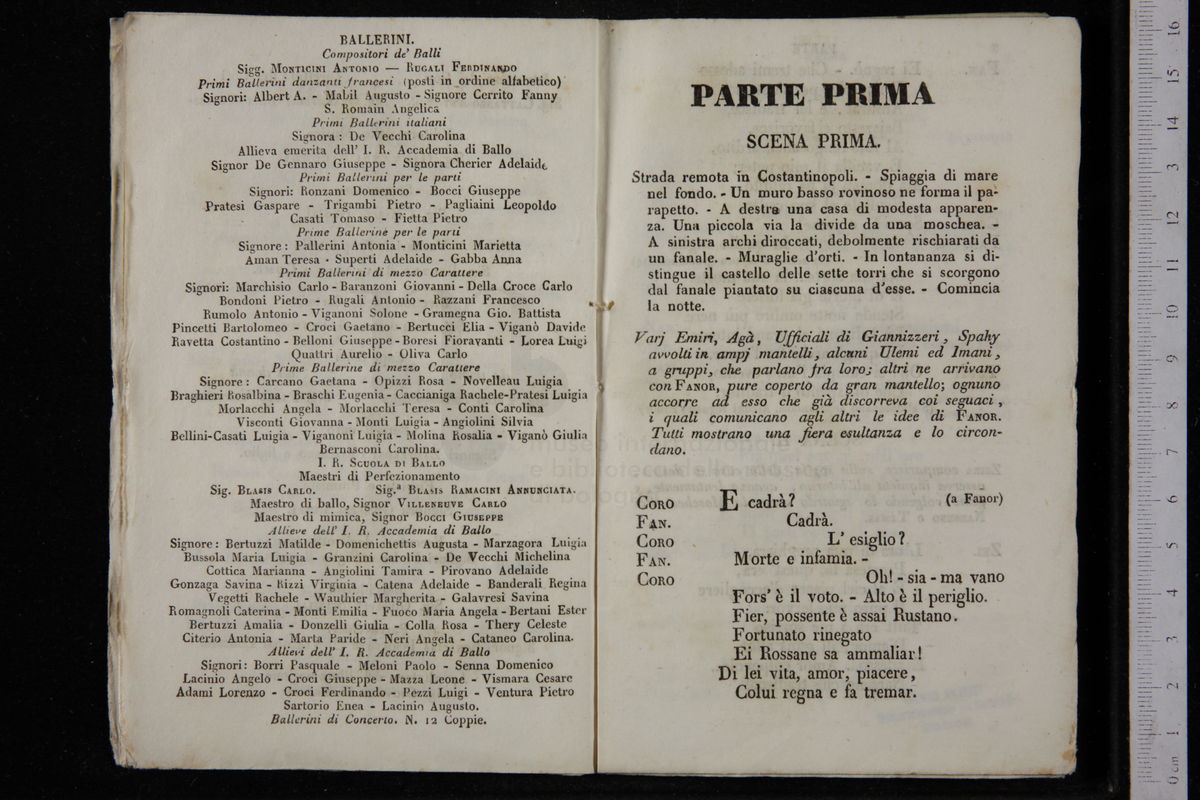 BALLERINI.
Compositori de' Balli
Sigg. Monticini Antonio — Rugali Ferdinando
Primi Ballerini danzanti francesi (posti in ordine alfabetico)
Signori: Albert A. - Mabil Augusto - Signore Cerrito Fanny
S. Romain Angelica
Primi Ballerini italiani
Signora : De Vecchi Carolina
Allieva emerita dell' I. R. Accademia di Ballo
Signor De Gennaro Giuseppe - Signora Cherier Adelaide
Primi Ballerini per le parti
Signori: Ronzani Domenico - Bocci Giuseppe
Pratesi Gaspare - Trigambi Pietro - Pagliaini Leopoldo
Casati Tomaso - Fietta Pietro
Prime Ballerine per le parti
Signore : Pallerini Antonia - Monticini Marietta
Aman Teresa - Superti Adelaide - Gabba Anna
Primi Ballerini di mezzo Carattere
Signori: Marchisio Carlo - Baranzoni Giovanni - Della Croce Carlo
Bondoni Pietro - Rugali Antonio - Razzani Francesco
Rumolo Antonio - Viganoni Solone - Gramegna Gio. Battista
Pincetti Bartolomeo - Croci Gaetano - Bertucci Elia - Viganò Davide
Ravetta Costantino - Belloni Giuseppe - Boresi Fioravanti - Lorea Luigi
Quattri Aurelio - Oliva Carlo
Prime Ballerine di mezzo Carattere
Signore : Carcano Gaetana - Opizzi Rosa - Novelleau Luigia
Braghieri Rosalbina - Braschi Eugenia - Caccianiga Rachele-Pratesi Luigia
Morlacchi Angela - Morlacchi Teresa - Conti Carolina
Visconti Giovanna - Monti Luigia - Angiolini Silvia
Bellini-Casati Luigia - Viganoni Luigia - Molina Rosalia - Viganò Giulia
Bernasconi Carolina.
I. R. Scuola di Ballo
Maestri di Perfezionamento
Sig. Blasis Carlo. Sig.ª Blasis Ramacini Annunciata.
Maestro di ballo, Signor Villeneuve Carlo
Maestro di mimica, Signor Bocci Giuseppe
Allieve dell' I. R. Accademia di Ballo
Signore : Bertuzzi Matilde - Domenichettis Augusta - Marzagora Luigia
Bussola Maria Luigia - Granzini Carolina - De Vecchi Michelina
Cottica Marianna - Angiolini Tamira - Pirovano Adelaide
Gonzaga Savina - Rizzi Virginia - Catena Adelaide - Banderali Regina
Vegetti Rachele - Wauthier Margherita - Galavresi Savina
Romagnoli Caterina - Monti Emilia - Fuoco Maria Angela - Bertani Ester
Bertuzzi Amalia - Donzelli Giulia - Colla Rosa - Thery Celeste
Citerio Antonia - Marta Paride - Neri Angela - Cataneo Carolina.
Allievi dell' I. R. Accademia di Ballo
Signori: Borri Pasquale - Meloni Paolo - Senna Domenico
Lacinio Angelo - Croci Giuseppe - Mazza Leone - Vismara Cesare
Adami Lorenzo - Croci Ferdinando - Pezzi Luigi - Ventura Pietro
Sartorio Enea - Lacinio Augusto.
Ballerini di Concerto. N. 12 Coppie.
PARTE PRIMA
SCENA PRIMA.
Strada remota in Costantinopoli. - Spiaggia di mare
nel fondo. - Un muro basso rovinoso ne forma il pa-
rapetto. - A destra una casa di modesta apparen-
za. Una piccola via la divide da una moschea. -
A sinistra archi diroccati, debolmente rischiarati da
un fanale. - Muraglie d'orti. - In lontananza si di-
stingue il castello delle sette torri che si scorgono
dal fanale piantato su ciascuna d'esse. - Comincia
la notte.
Varj Emiri, Agà, Ufficiali di Giannizzeri, Spahy
avvolti in ampj mantelli, alcuni Ulemi ed Imani,
a gruppi, che parlano fra loro; altri ne arrivano
con Fanor, pure coperto da gran mantello; ognuno
accorre ad esso che già discorreva coi seguaci,
i quali comunicano agli altri le idee di Fanor.
Tutti mostrano una fiera esultanza e lo circon-
dano.
Coro E cadrà? (a Fanor)
Fan. Cadrà.
Coro L' esiglio?
Fan. Morte e infamia. -
Coro Oh! - sia - ma vano
Fors' è il voto. - Alto è il periglio.
Fier, possente è assai Rustano.
Fortunato rinegato
Ei Rossane sa ammaliar!
Di lei vita, amor, piacere,
Colui regna e fa tremar.